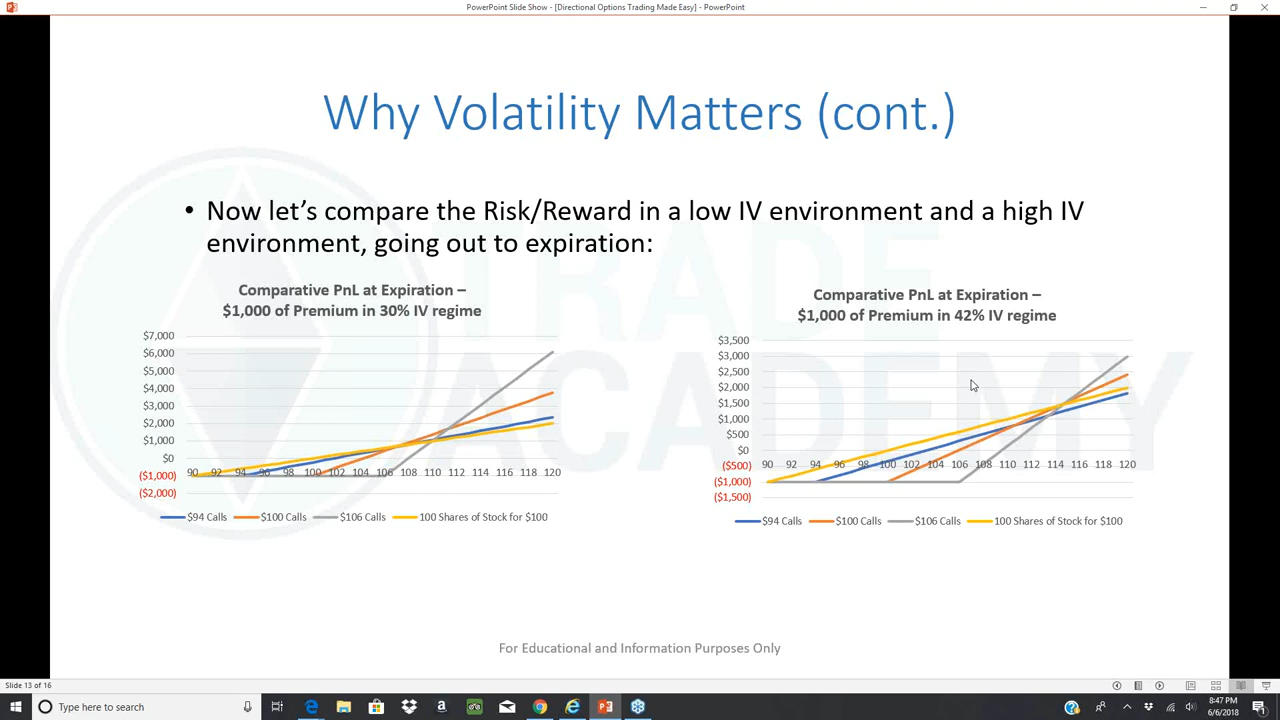 PowerPoint Slide Show - [Directional Options Trading Made Easy] - PowerPoint
Why Volatility Matters (cont.)
• Now let's compare the Risk/Reward in a low IV environment and a high IV
environment, going out to expiration:
TRADE
ACADEMY
Comparative PnL at Expiration –
$1,000 of Premium in 30% IV regime
$7,000
$6,000
$5,000
$4,000
$3,000
$2,000
$1,000
$0
($1,000)
($2,000)
90 92 94 96 98 100 102 104 106 108 110 112 114 116 118 120
$94 Calls $100 Calls $106 Calls 100 Shares of Stock for $100
Comparative PnL at Expiration –
$1,000 of Premium in 42% IV regime
$3,500
$3,000
$2,500
$2,000
$1,500
$1,000
$500
$0
($500)
($1,000)
($1,500)
90 92 94 96 98 100 102 104 106 108 110 112 114 116 118 120
$94 Calls $100 Calls $106 Calls 100 Shares of Stock for $100
For Educational and Information Purposes Only
Slide 13 of 16
Type here to search
8:47 PM
6/6/2018